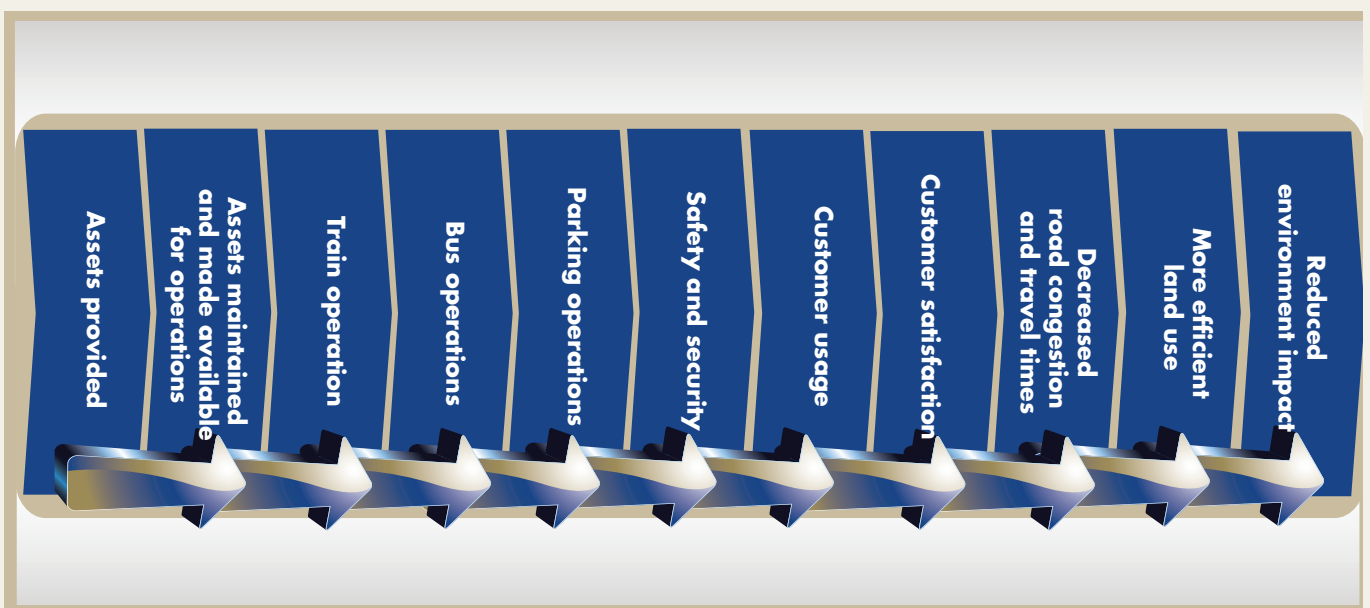 Assets provided
Assets maintained
and made available
for operations
Train operation
Bus operations
Parking operations
Safety and security
Customer usage
Customer satisfaction
Decreased
road congestion
and travel times
More efficient
land use
Reduced
environment impact